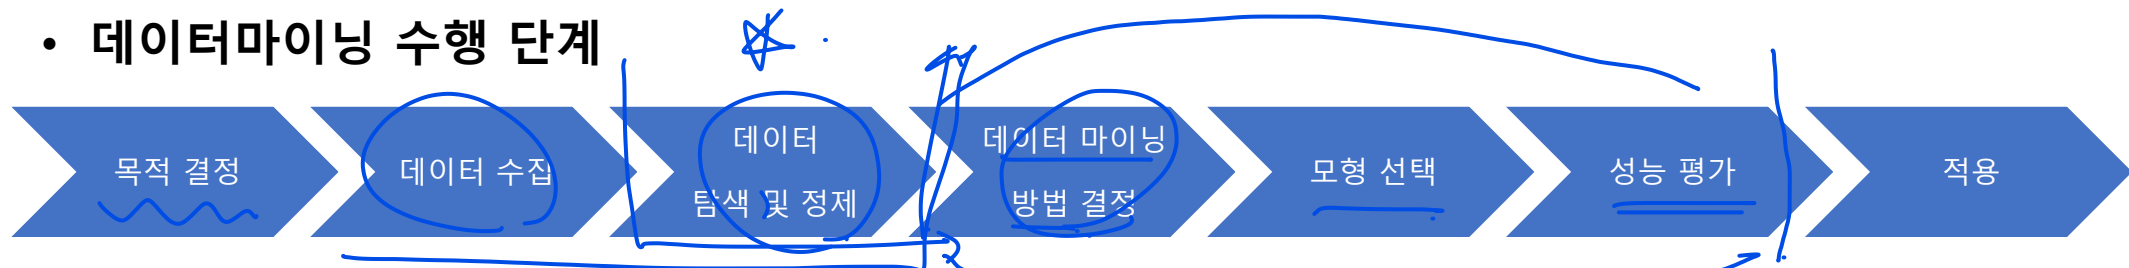 • 데이터마이닝 수행 단계
목적 결정
데이터 수집
데이터
탐색 및 정제
데이터 마이닝
방법 결정
모형 선택
성능 평가
적용